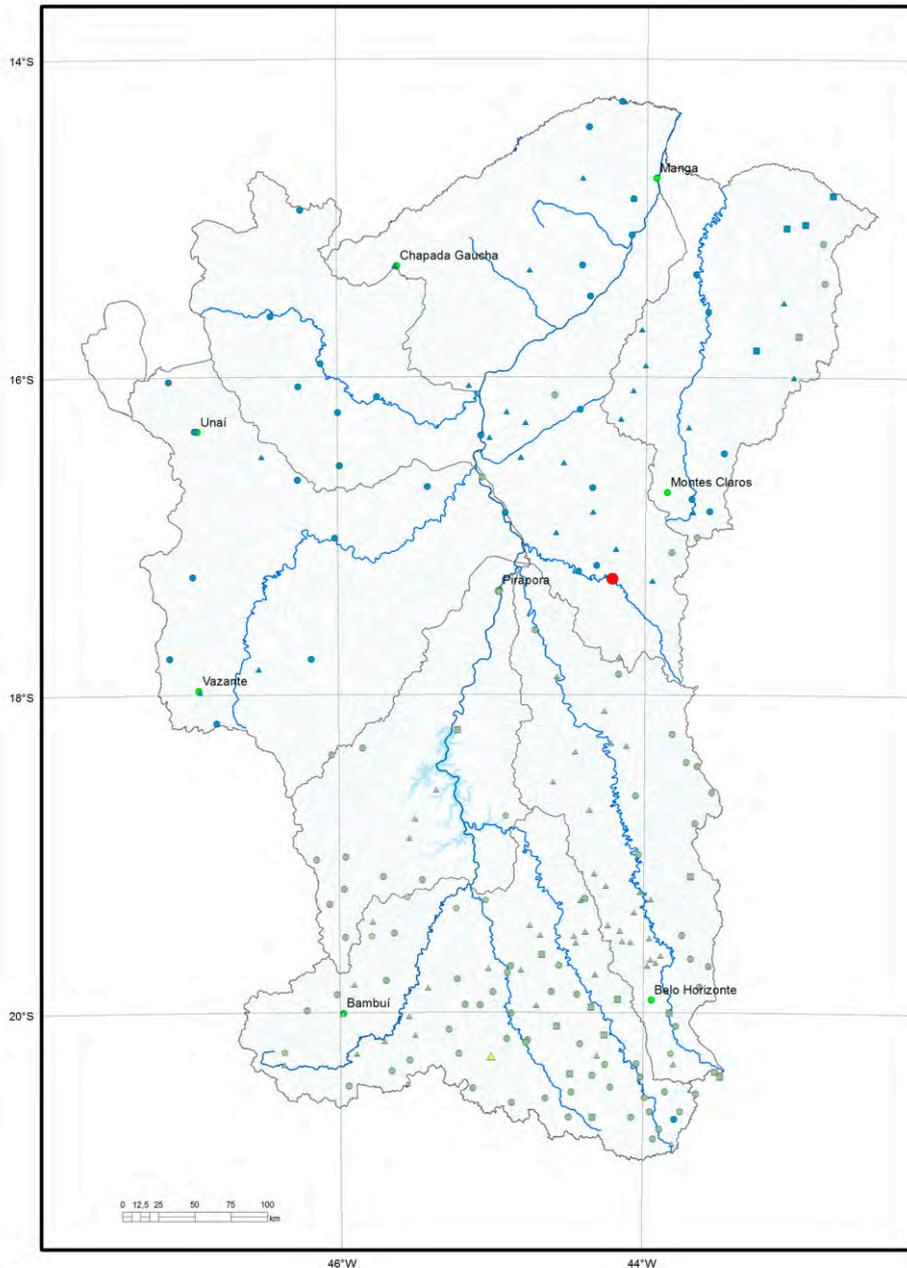 14°S
Manga
Chapada Gaúcha
16°S
Unaí
Montes Claros
Pirapora
Vazante
18°S
Belo Horizonte
Bambuí
20°S
0 12,5 25 50 75 100
km
46°W 44°W